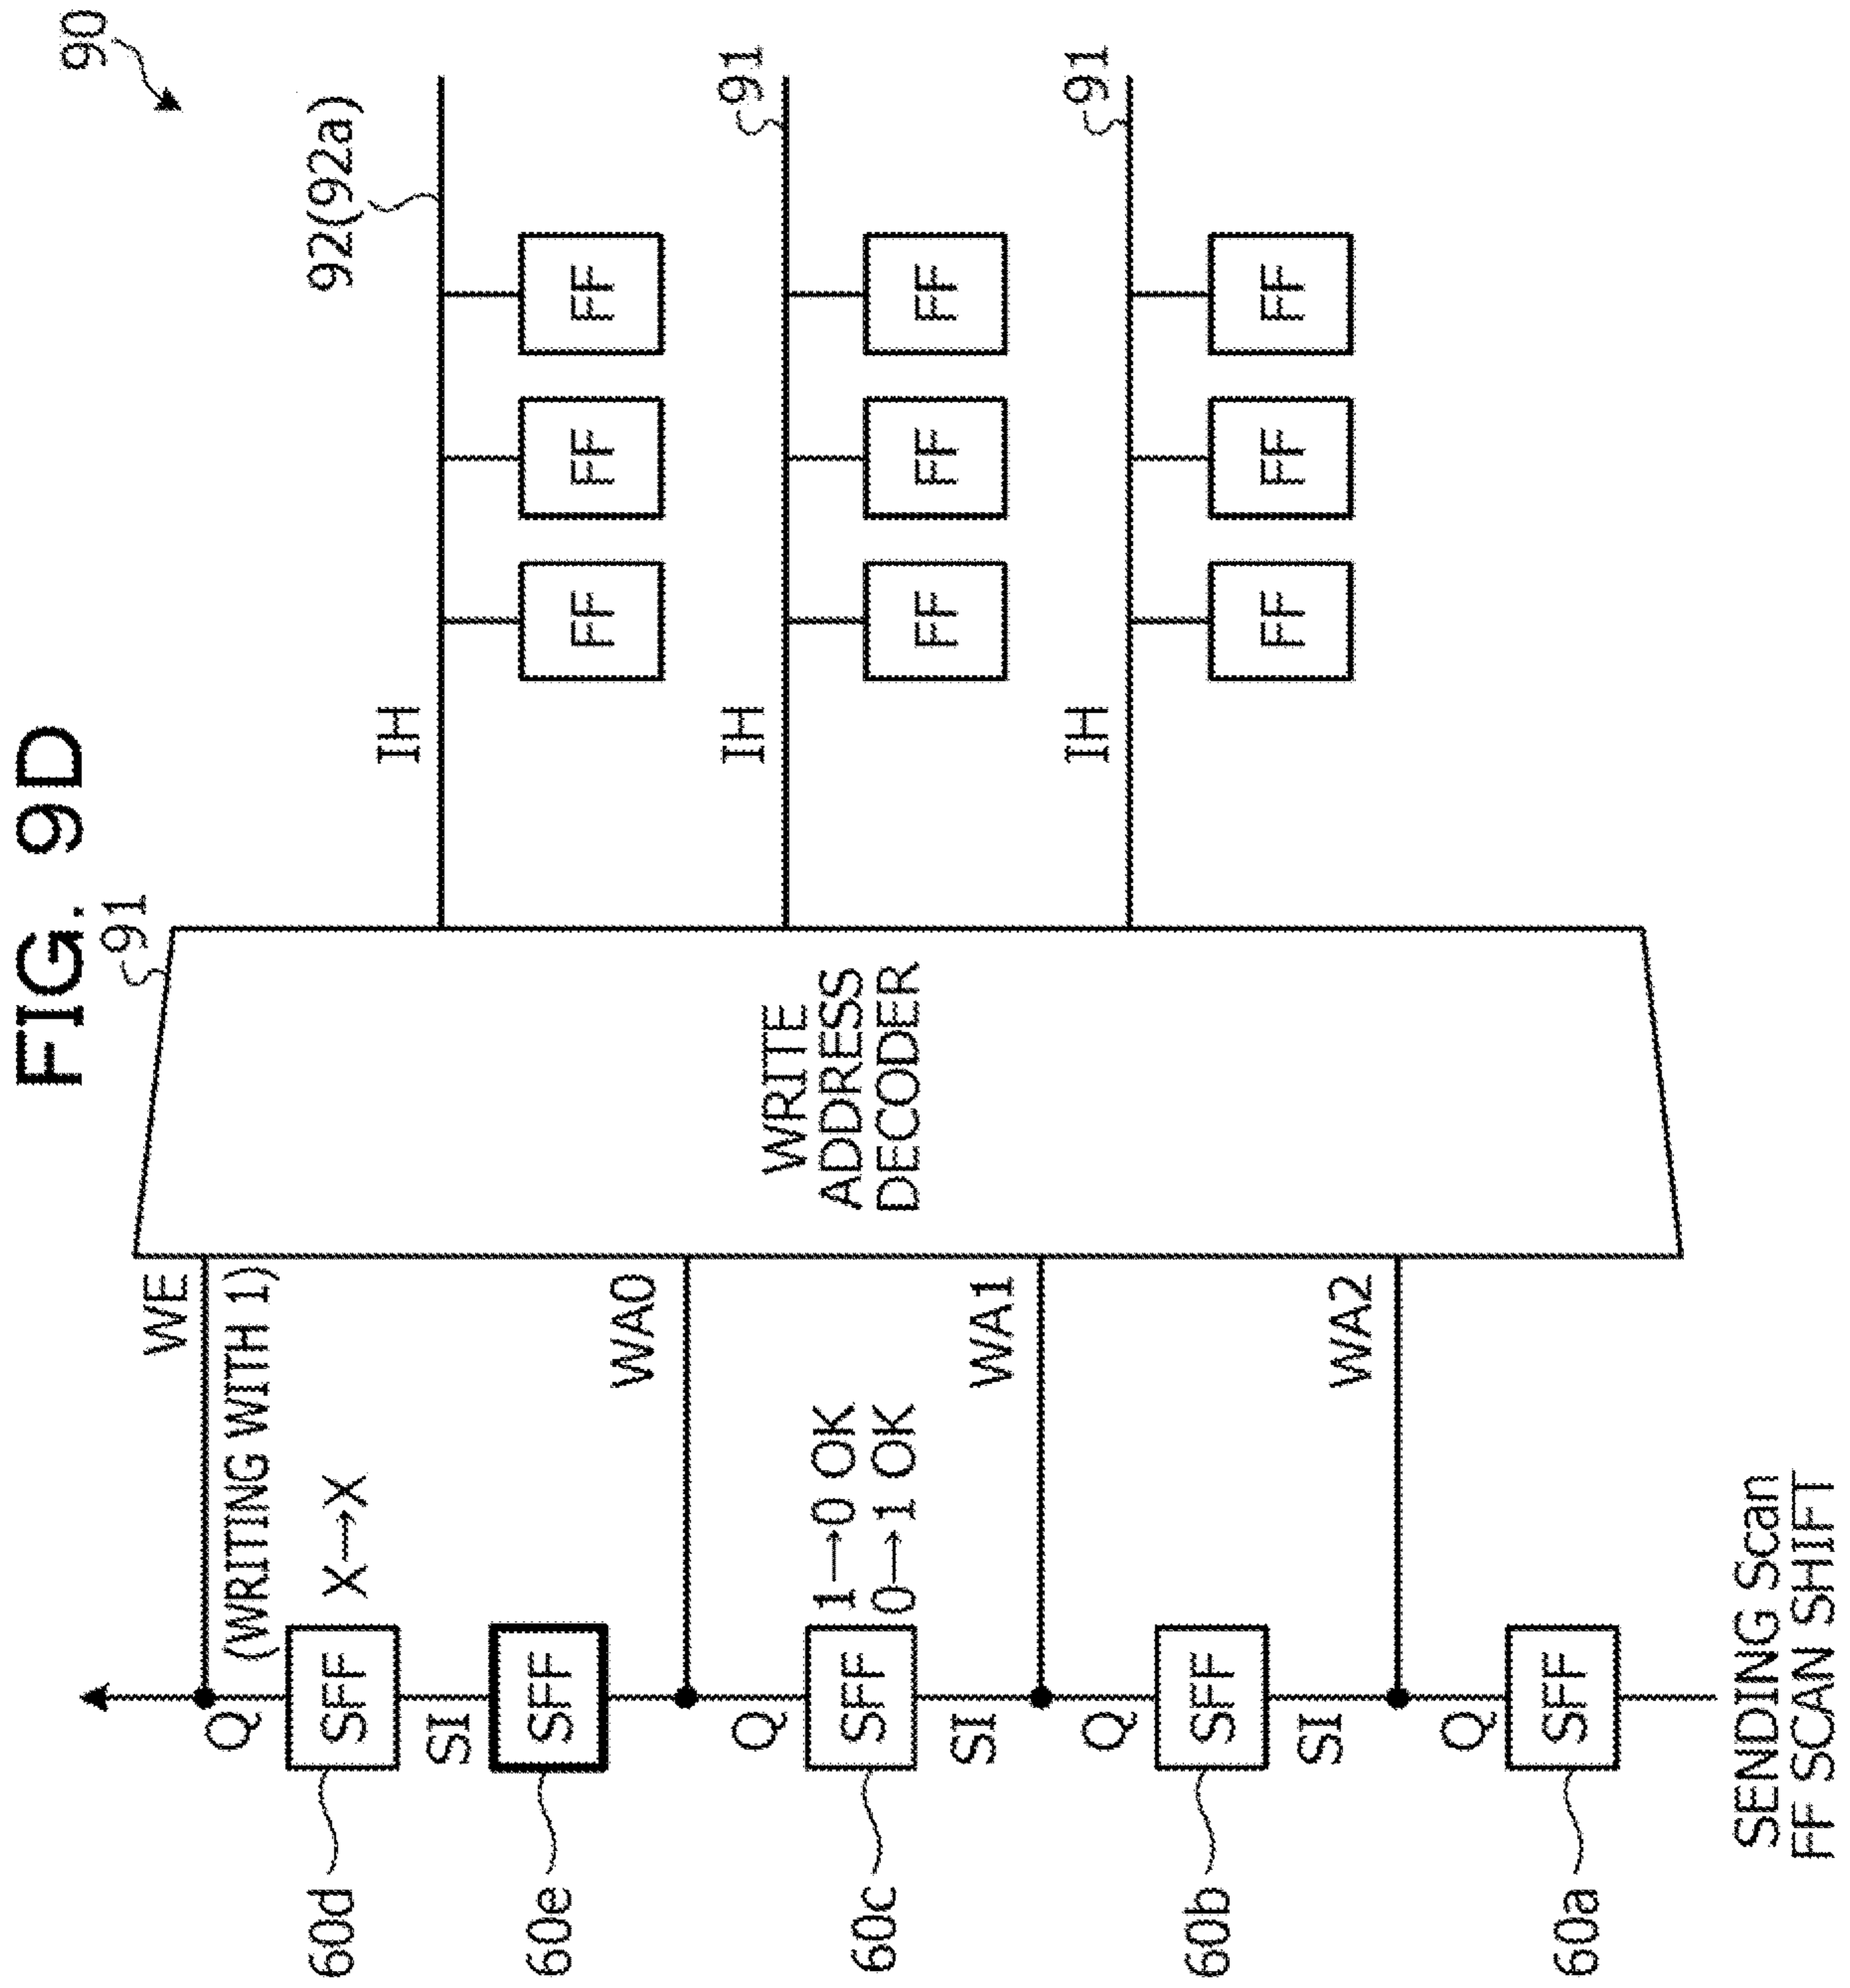 FIG. 9D
90
91
WE
(WRITING WITH 1)
Q
60d
SFF
X→X
SI
60e
SFF
WA0
Q
60c
SFF
1→0 OK
0→1 OK
SI
WA1
Q
60b
SFF
SI
WA2
Q
60a
SFF
SENDING Scan
FF SCAN SHIFT
WRITE
ADDRESS
DECODER
IH
92(92a)
FF
FF
FF
IH
91
FF
FF
FF
IH
91
FF
FF
FF